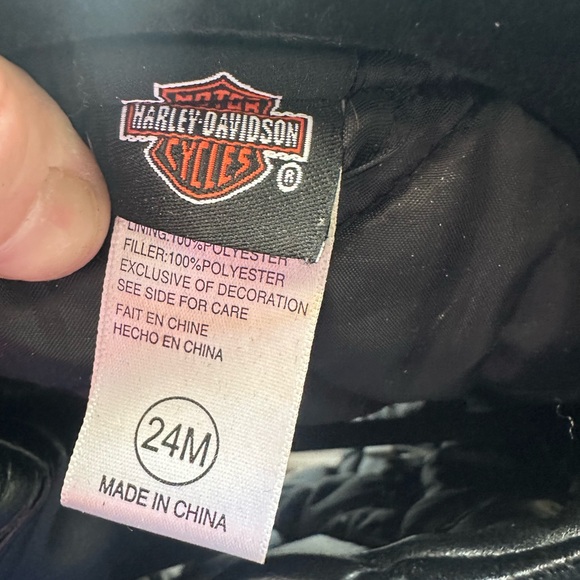 MOTOR
HARLEY-DAVIDSON
CYCLES
®
LINING:100%POLYESTER
FILLER:100%POLYESTER
EXCLUSIVE OF DECORATION
SEE SIDE FOR CARE
FAIT EN CHINE
HECHO EN CHINA
24M
MADE IN CHINA